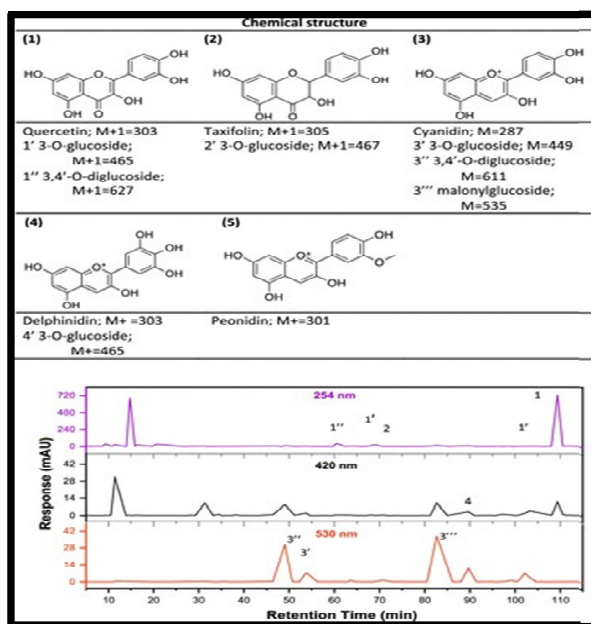 Chemical structure
(1) (2) (3)
OH OH OH
OH OH OH
HO O HO O HO O+
OH OH OH
OH O OH O OH
Quercetin; M+1=303
1' 3-O-glucoside;
M+1=465
1'' 3,4'-O-diglucoside;
M+1=627
Taxifolin; M+1=305
2' 3-O-glucoside; M+1=467
Cyanidin; M=287
3' 3-O-glucoside; M=449
3'' 3,4'-O-diglucoside;
M=611
3''' malonylglucoside;
M=535
(4) (5)
OH OH
OH O
HO O+ OH HO O+
OH OH
OH OH
Delphinidin; M+ =303
4' 3-O-glucoside;
M+=465
Peonidin; M+=301
Response (mAU)
254 nm
720
480
240
0
1'' 1' 2 1' 1
420 nm
42
28
14
0
4
530 nm
42
28
14
0
3'' 3' 3'''
10 20 30 40 50 60 70 80 90 100 110
Retention Time (min)